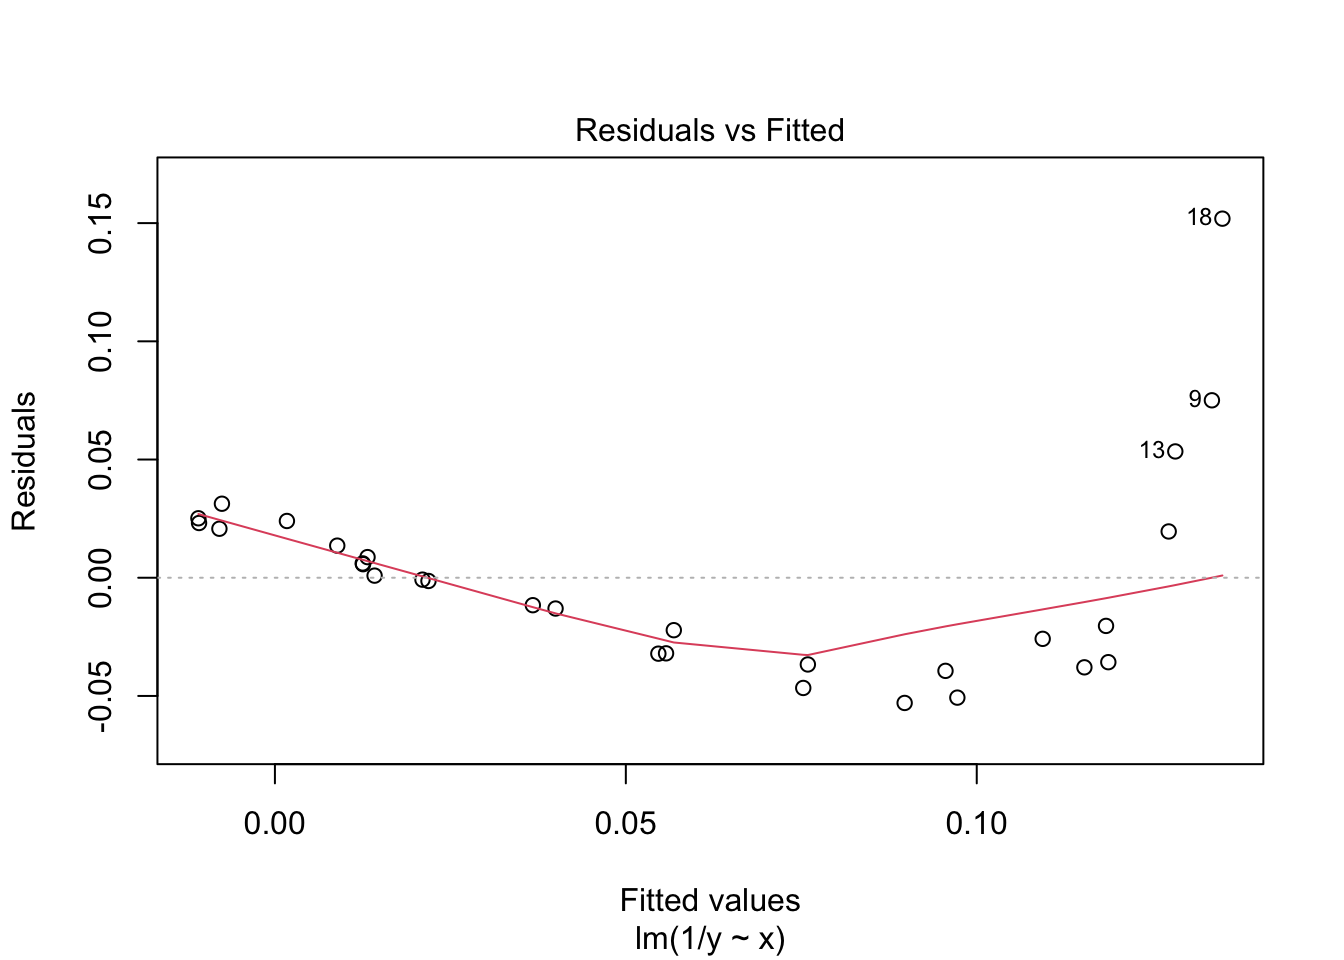 Residuals vs Fitted
Residuals
0.15
0.10
0.05
0.00
-0.05
18
9
13
0.00 0.05 0.10
Fitted values
lm(1/y ~ x)